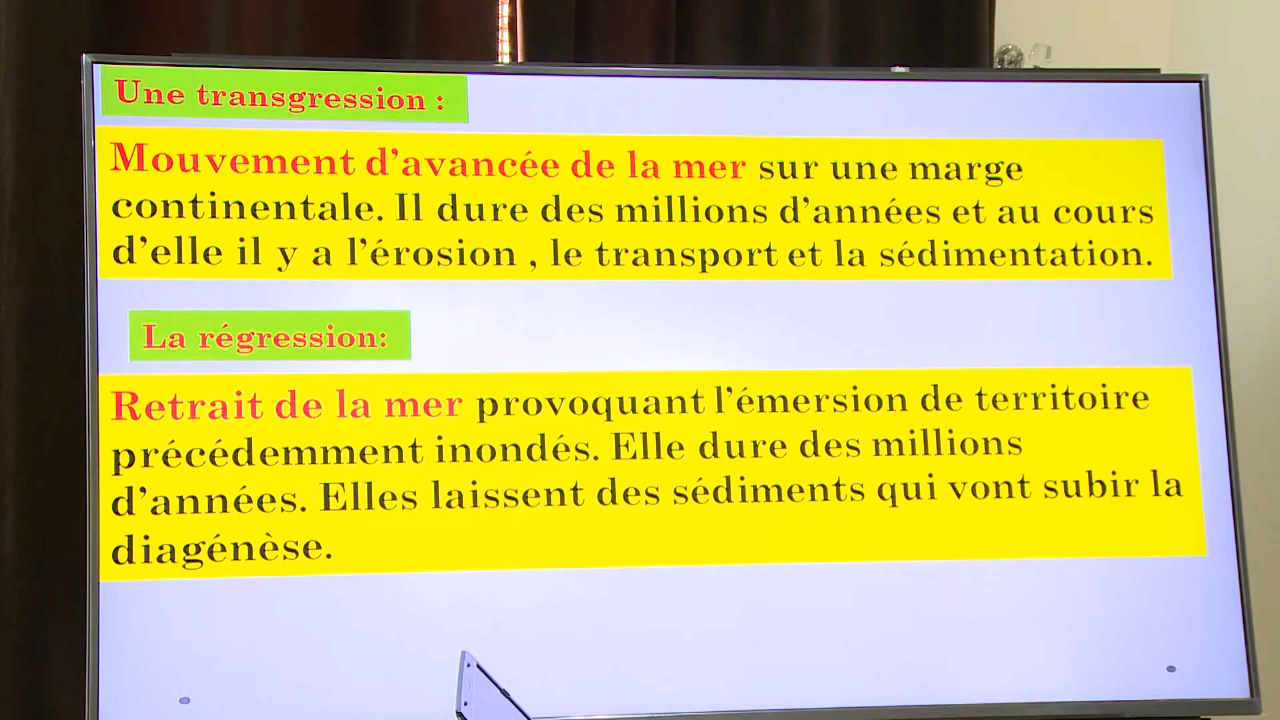 Une transgression :
Mouvement d'avancée de la mer sur une marge
continentale. Il dure des millions d'années et au cours
d'elle il y a l'érosion , le transport et la sédimentation.
La régression:
Retrait de la mer provoquant l'émersion de territoire
précédemment inondés. Elle dure des millions
d'années. Elles laissent des sédiments qui vont subir la
diagénèse.